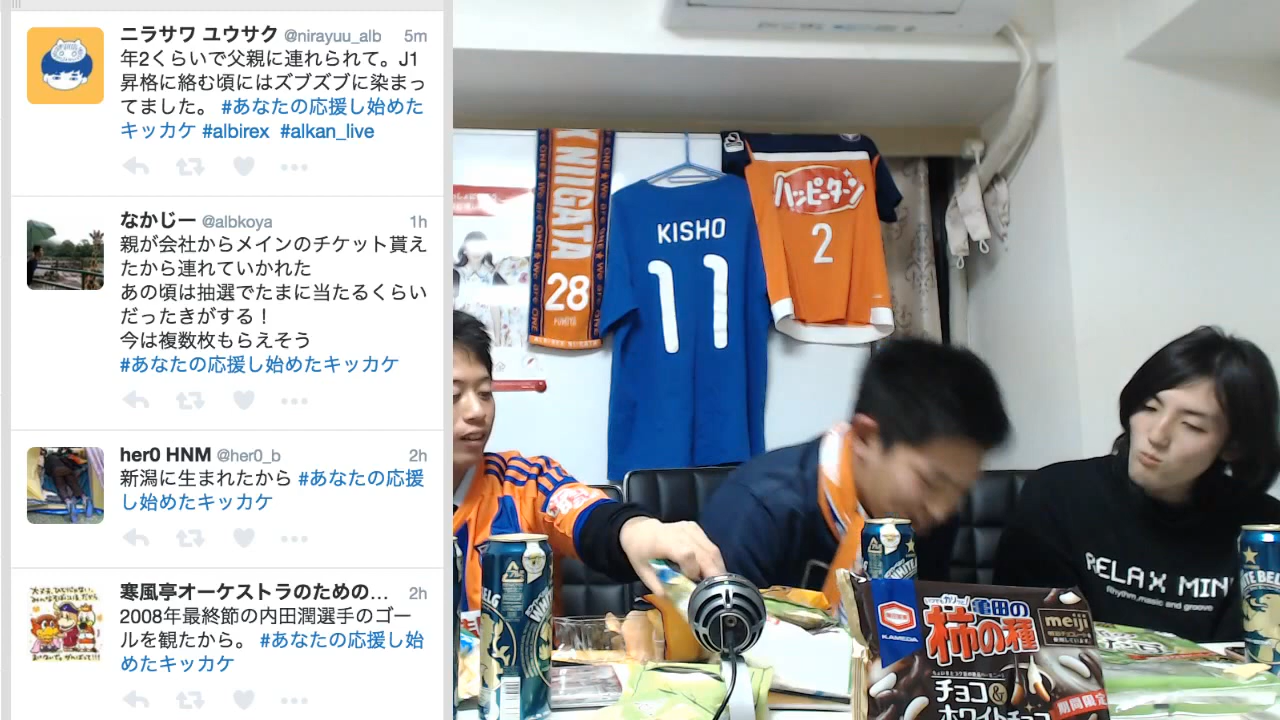 ニラサワ ユウサク @nirayuu_alb 5m
年2くらいで父親に連れられて。J1
昇格に絡む頃にはズブズブに染まっ
てました。 #あなたの応援し始めた
キッカケ #albirex #alkan_live
なかじー @albkoya 1h
親が会社からメインのチケット貰え
たから連れていかれた
あの頃は抽選でたまに当たるくらい
だったきがする！
今は複数枚もらえそう
#あなたの応援し始めたキッカケ
her0 HNM @her0_b 2h
新潟に生まれたから #あなたの応援
し始めたキッカケ
寒風亭オーケストラのための... 2h
2008年最終節の内田潤選手のゴー
ルを観たから。 #あなたの応援し始
めたキッカケ
NIIGATA
28
We are ONE
KISHO
11
ハッピーターン
2
RELAX MIN
Rhythm,music and groove
KAMEDA
亀田の
柿の種
meiji
チョコ&
ホワイトチョコ
期間限定